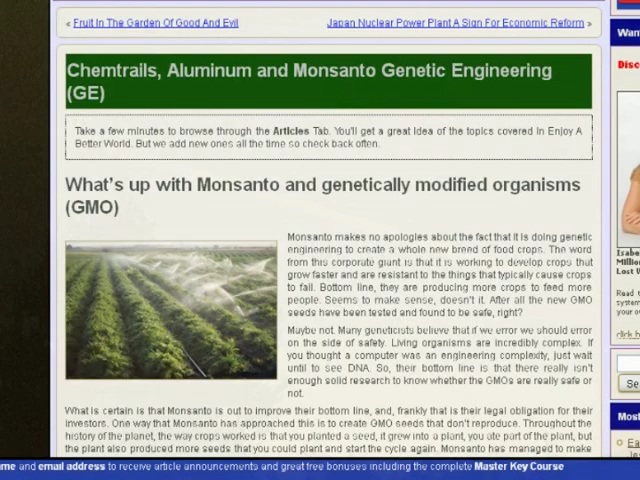 « Fruit In The Garden Of Good And Evil
Japan Nuclear Power Plant A Sign For Economic Reform »
Chemtrails, Aluminum and Monsanto Genetic Engineering
(GE)
Take a few minutes to browse through the Articles Tab. You'll get a great idea of the topics covered in Enjoy A
Better World. But we add new ones all the time so check back often.
What's up with Monsanto and genetically modified organisms
(GMO)
Monsanto makes no apologies about the fact that it is doing genetic
engineering to create a whole new breed of food crops. The word
from this corporate giant is that it is working to develop crops that
grow faster and are resistant to the things that typically cause crops
to fail. Bottom line, they are producing more crops to feed more
people. Seems to make sense, doesn't it. After all the new GMO
seeds have been tested and found to be safe, right?
Maybe not. Many geneticists believe that if we error we should error
on the side of safety. Living organisms are incredibly complex. If
you thought a computer was an engineering complexity, just wait
until to see DNA. So, their bottom line is that there really isn't
enough solid research to know whether the GMOs are really safe or
not.
What is certain is that Monsanto is out to improve their bottom line, and, frankly that is their legal obligation for their
investors. One way that Monsanto has approached this is to create GMO seeds that don't reproduce. Throughout the
history of the planet, the way crops worked is that you planted a seed, it grew into a plant, you ate part of the plant, but
the plant also produced more seeds that you could plant and start the cycle again. Monsanto has managed to make
Want
Disc
Isabe
Millio
Lost W
Read t
your o
click h
Se
Most
Ea
me and email address to receive article announcements and great free bonuses including the complete Master Key Course